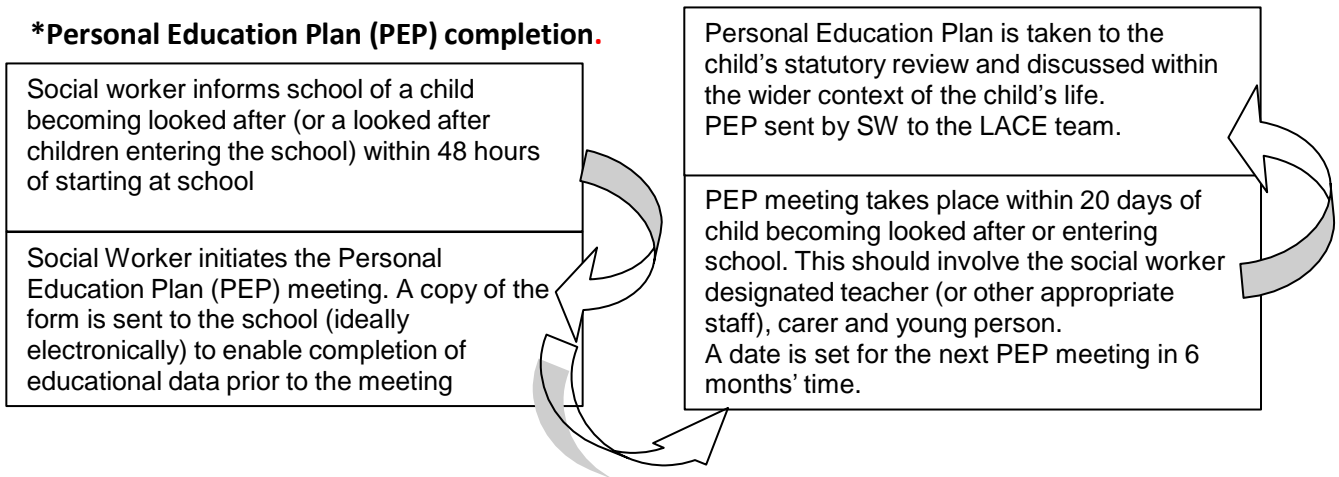 *Personal Education Plan (PEP) completion.
Social worker informs school of a child
becoming looked after (or a looked after
children entering the school) within 48 hours
of starting at school
Social Worker initiates the Personal
Education Plan (PEP) meeting. A copy of the
form is sent to the school (ideally
electronically) to enable completion of
educational data prior to the meeting
PEP meeting takes place within 20 days of
child becoming looked after or entering
school. This should involve the social worker
designated teacher (or other appropriate
staff), carer and young person.
A date is set for the next PEP meeting in 6
months’ time.
Personal Education Plan is taken to the
child’s statutory review and discussed within
the wider context of the child’s life.
PEP sent by SW to the LACE team.